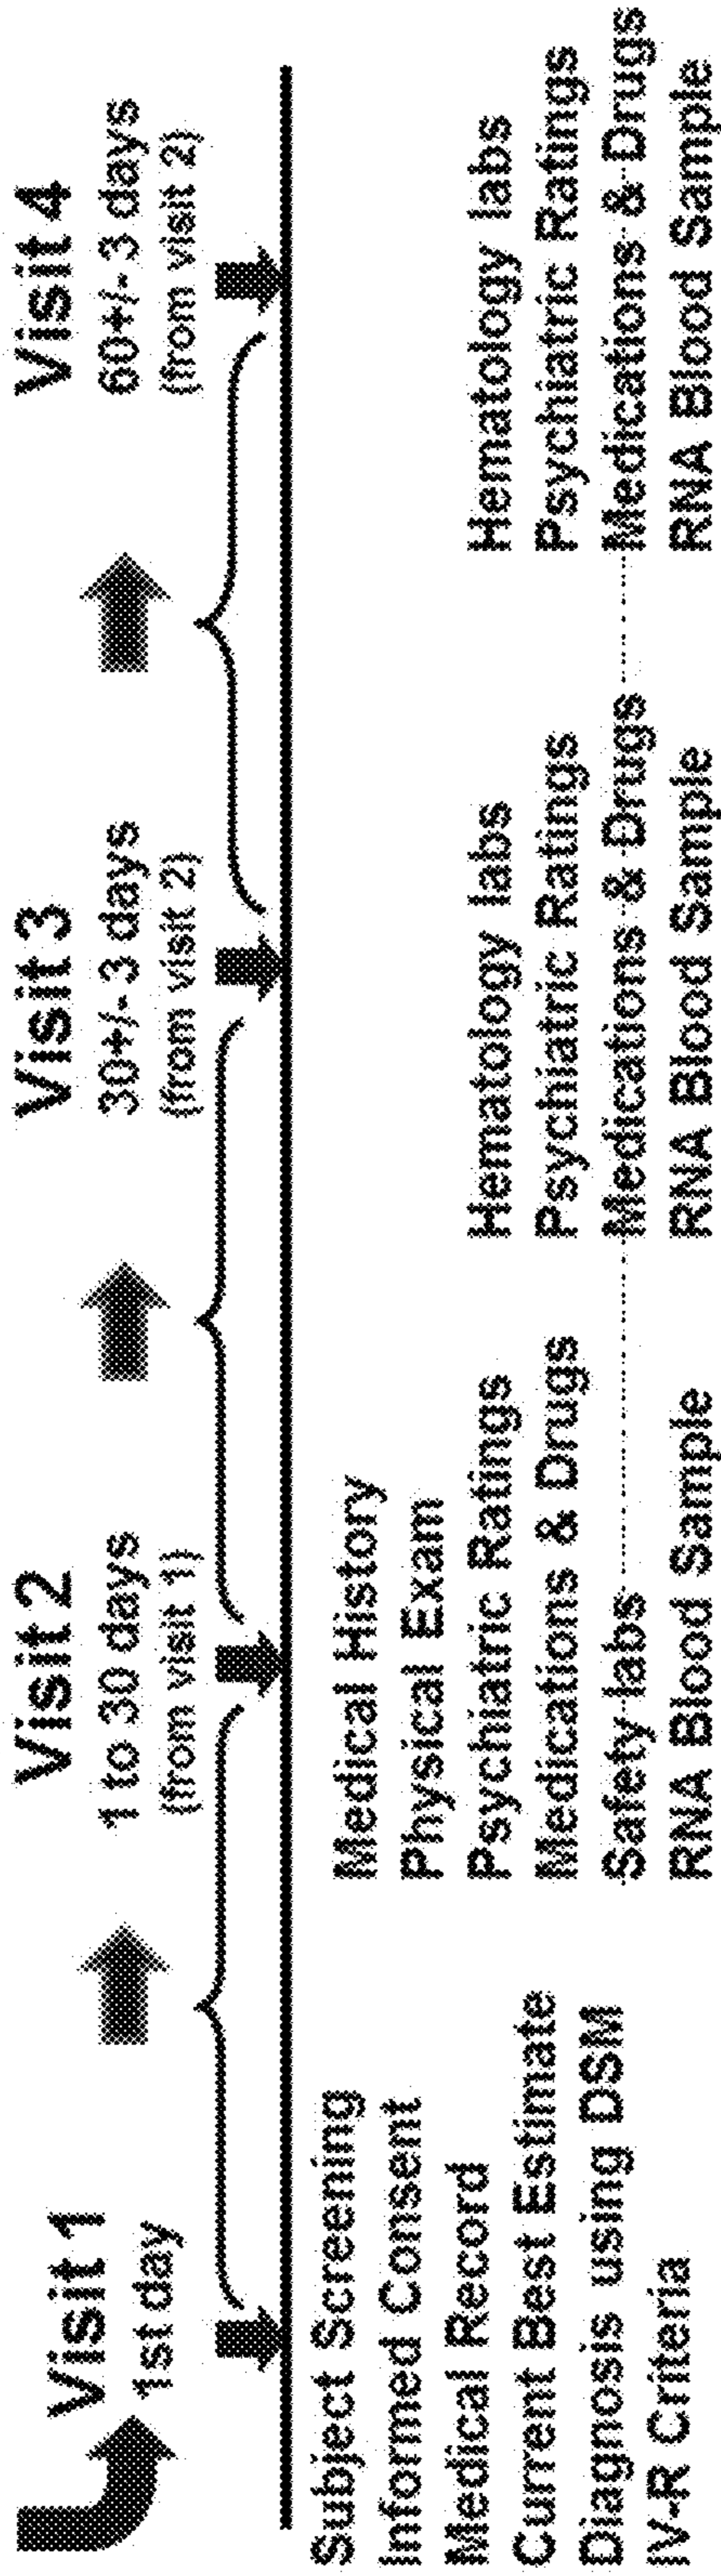 Visit 1
1st day
Visit 2
1 to 30 days
(from visit 1)
Visit 3
30+/- 3 days
(from visit 2)
Visit 4
60+/- 3 days
(from visit 2)
Subject Screening
Informed Consent
Medical Record
Current Best Estimate
Diagnosis using DSM
IV-R Criteria
Medical History
Physical Exam
Psychiatric Ratings
Medications & Drugs
Safety labs
RNA Blood Sample
Hematology labs
Psychiatric Ratings
Medications & Drugs
RNA Blood Sample
Hematology labs
Psychiatric Ratings
Medications & Drugs
RNA Blood Sample